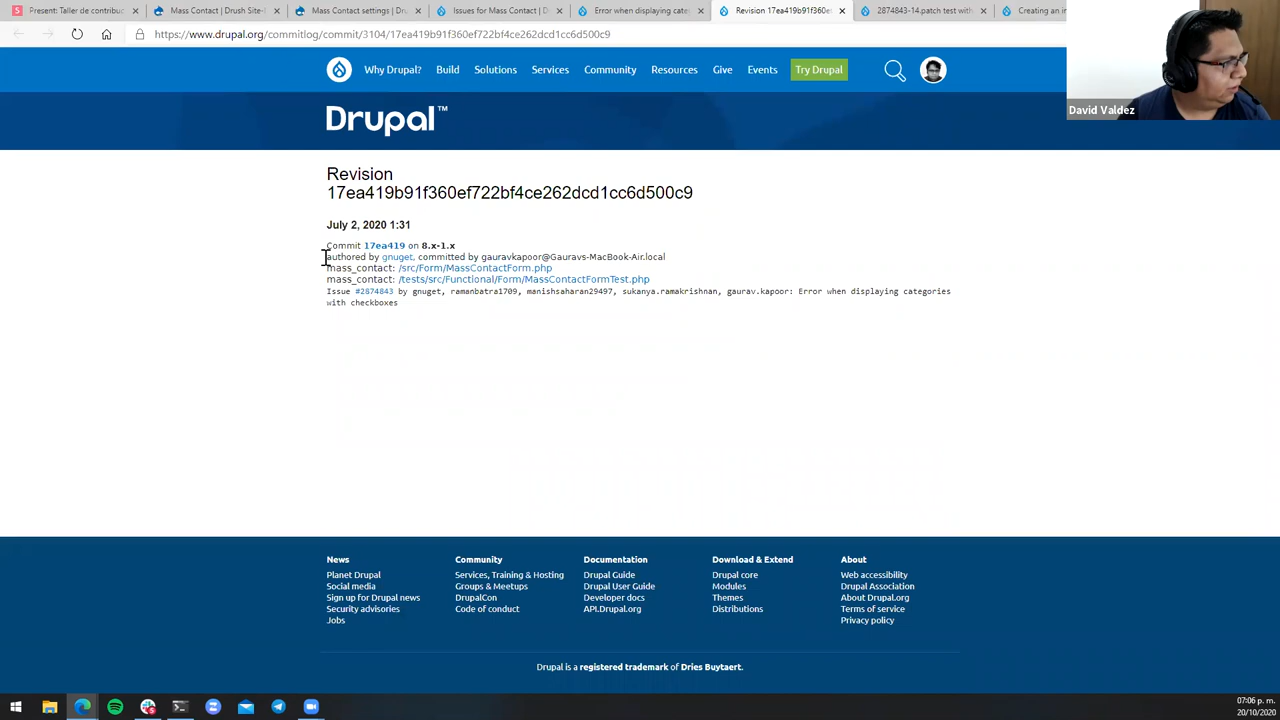 Present: Taller de contribuc
Mass Contact | Drush Site-
Mass Contact settings | Dru
Issues for Mass Contact | D
Error when displaying cate
Revision 17ea419b91f360e
2874843-14.patch test with
Creating an in
https://www.drupal.org/commitlog/commit/3104/17ea419b91f360ef722bf4ce262dcd1cc6d500c9
Why Drupal? Build Solutions Services Community Resources Give Events Try Drupal
David Valdez
Drupal™
Revision
17ea419b91f360ef722bf4ce262dcd1cc6d500c9
July 2, 2020 1:31
Commit 17ea419 on 8.x-1.x
authored by gnuget, committed by gauravkapoor@Gauravs-MacBook-Air.local
mass_contact: /src/Form/MassContactForm.php
mass_contact: /tests/src/Functional/Form/MassContactFormTest.php
Issue #2874843 by gnuget, ramanbatra1709, manishsaharan29497, sukanya.ramakrishnan, gaurav.kapoor: Error when displaying categories
with checkboxes
News
Planet Drupal
Social media
Sign up for Drupal news
Security advisories
Jobs
Community
Services, Training & Hosting
Groups & Meetups
DrupalCon
Code of conduct
Documentation
Drupal Guide
Drupal User Guide
Developer docs
API.Drupal.org
Download & Extend
Drupal core
Modules
Themes
Distributions
About
Web accessibility
Drupal Association
About Drupal.org
Terms of service
Privacy policy
Drupal is a registered trademark of Dries Buytaert.
07:06 p. m.
20/10/2020